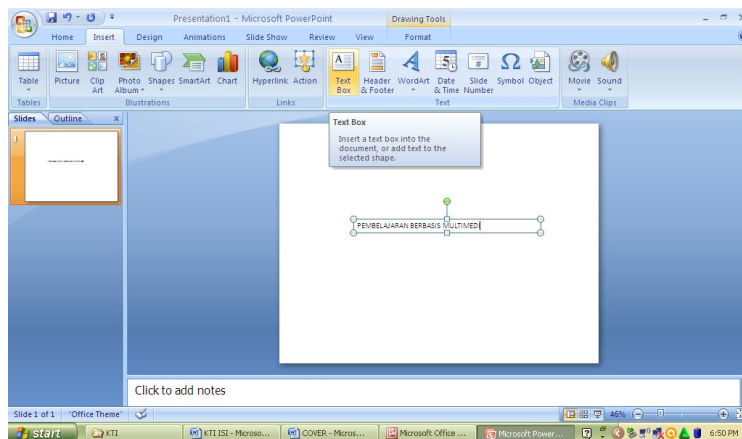 Presentation1 - Microsoft PowerPoint
Drawing Tools
Home Insert Design Animations Slide Show Review View Format
Table Picture Clip Art Photo Album Shapes SmartArt Chart Hyperlink Action Text Box Header & Footer WordArt Date & Time Slide Number Symbol Object Movie Sound
Tables Illustrations Links Text Media Clips
Slides Outline x
Text Box
Insert a text box into the
document, or add text to the
selected shape.
1
PEMBELAJARAN BERBASIS MULTIMEDI
Click to add notes
Slide 1 of 1 "Office Theme" 46%
start KTI KTI ISI - Microso... COVER - Micros... Microsoft Office ... Microsoft Power... 6:50 PM